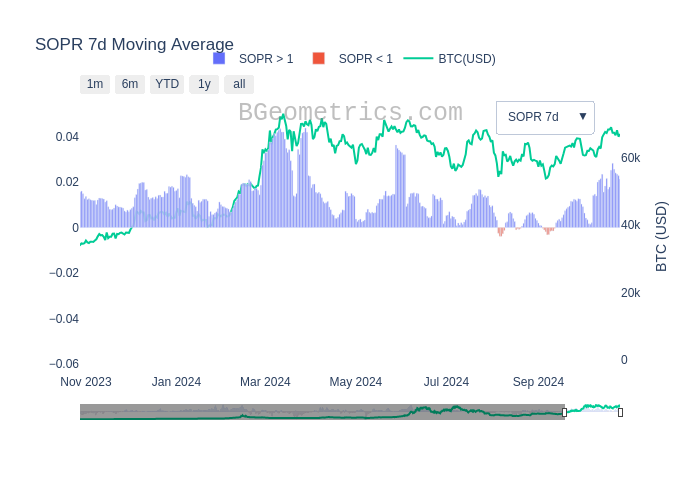 SOPR 7d Moving Average
SOPR > 1
SOPR < 1
BTC(USD)
1m
6m
YTD
1y
all
BGeometrics.com
SOPR 7d
0.04
0.02
0
−0.02
−0.04
−0.06
60k
40k
20k
0
BTC (USD)
Nov 2023
Jan 2024
Mar 2024
May 2024
Jul 2024
Sep 2024